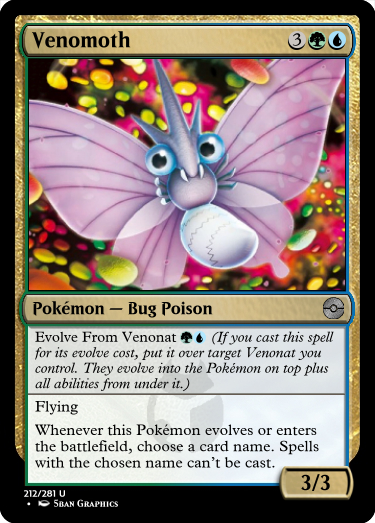 Venomoth 3
Pokémon — Bug Poison
Evolve From Venonat (If you cast this spell
for its evolve cost, put it over target Venonat you
control. They evolve into the Pokémon on top plus
all abilities from under it.)
Flying
Whenever this Pokémon evolves or enters
the battlefield, choose a card name. Spells
with the chosen name can't be cast.
3/3
212/281 U
• Sban Graphics